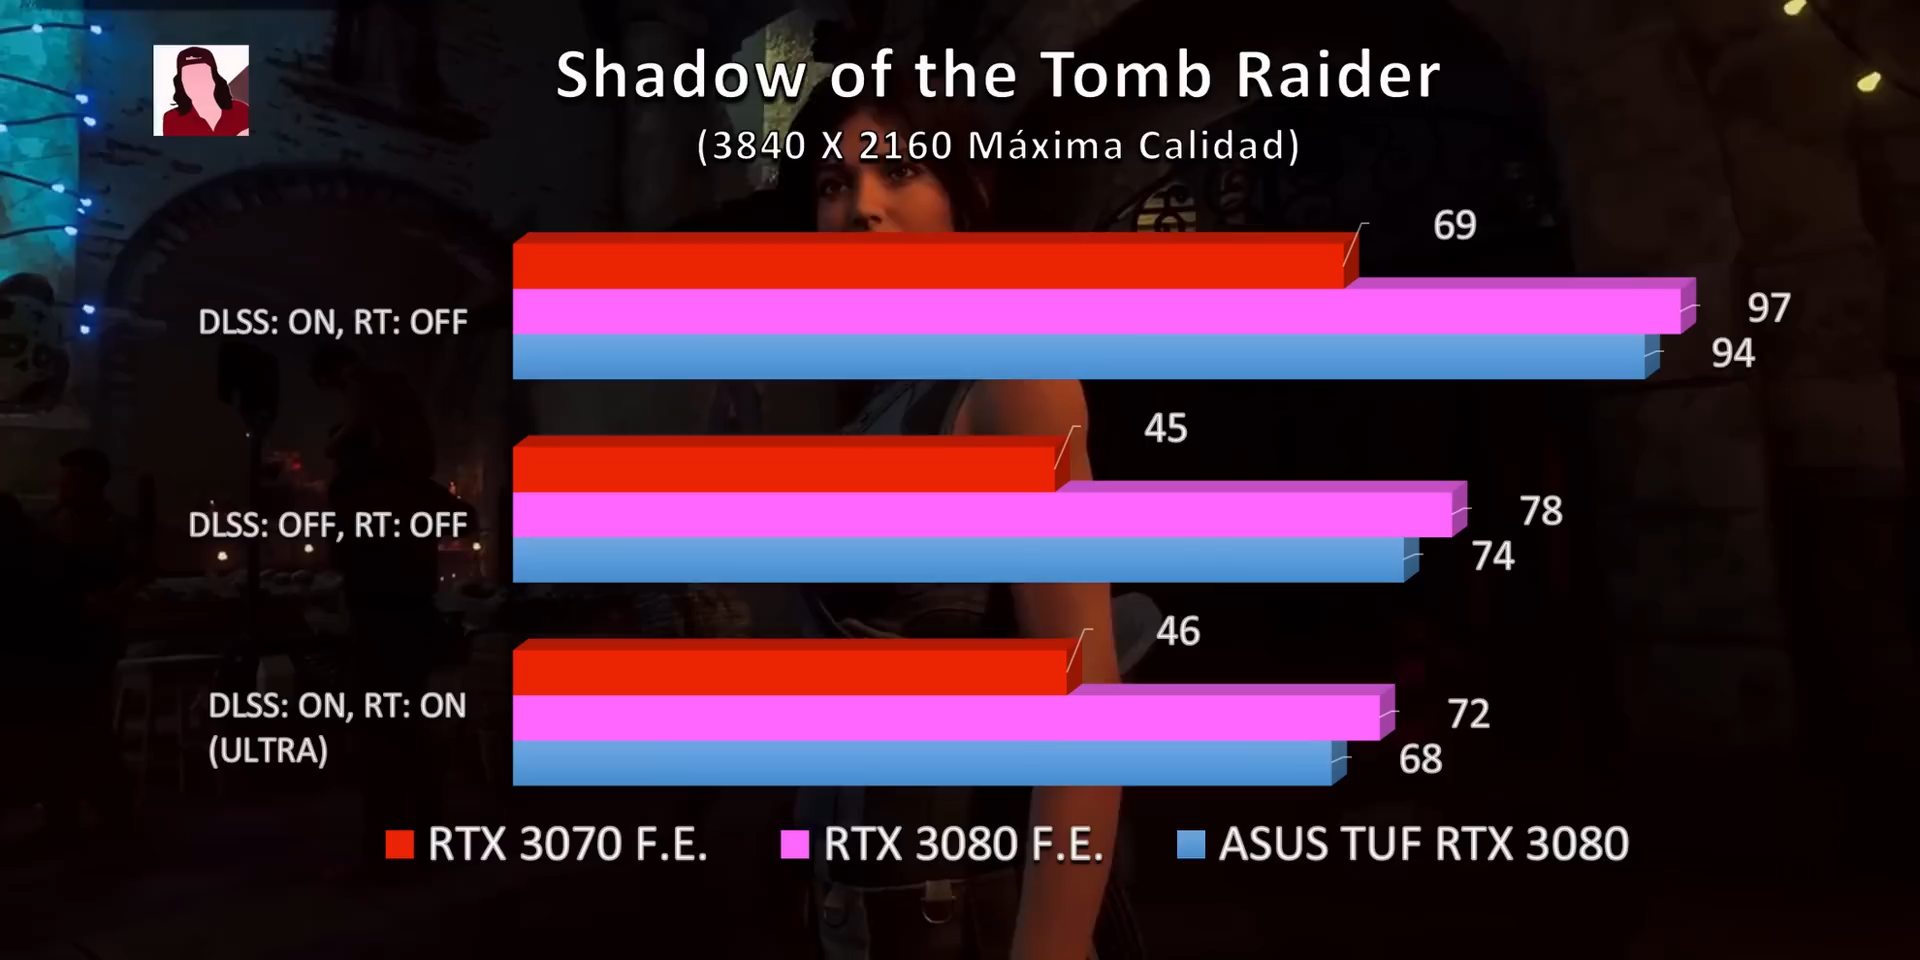 Shadow of the Tomb Raider
(3840 X 2160 Máxima Calidad)
69
DLSS: ON, RT: OFF
97
94
45
DLSS: OFF, RT: OFF
78
74
46
DLSS: ON, RT: ON
(ULTRA)
72
68
RTX 3070 F.E.
RTX 3080 F.E.
ASUS TUF RTX 3080